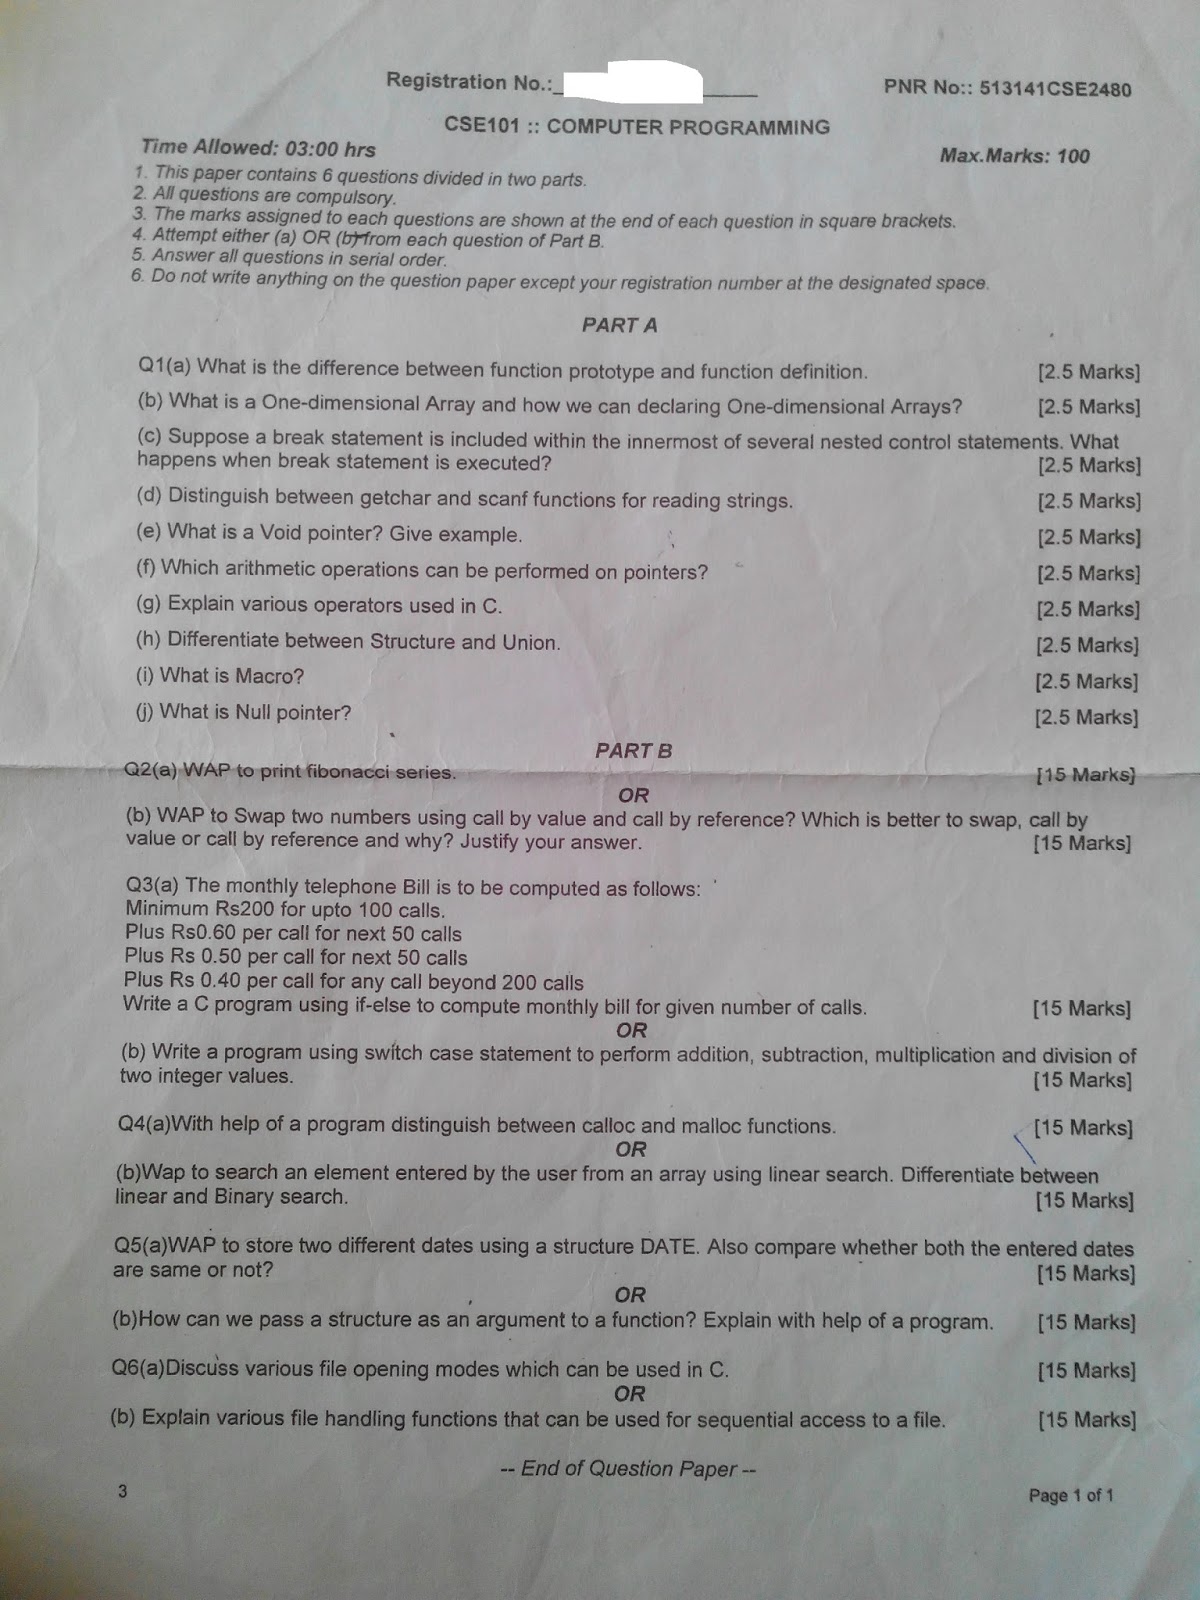 Registration No.:
PNR No:: 513141CSE2480
CSE101 :: COMPUTER PROGRAMMING
Time Allowed: 03:00 hrs
Max.Marks: 100
1. This paper contains 6 questions divided in two parts.
2. All questions are compulsory.
3. The marks assigned to each questions are shown at the end of each question in square brackets.
4. Attempt either (a) OR (b) from each question of Part B.
5. Answer all questions in serial order.
6. Do not write anything on the question paper except your registration number at the designated space.
PART A
Q1(a) What is the difference between function prototype and function definition. [2.5 Marks]
(b) What is a One-dimensional Array and how we can declaring One-dimensional Arrays? [2.5 Marks]
(c) Suppose a break statement is included within the innermost of several nested control statements. What
happens when break statement is executed? [2.5 Marks]
(d) Distinguish between getchar and scanf functions for reading strings. [2.5 Marks]
(e) What is a Void pointer? Give example. [2.5 Marks]
(f) Which arithmetic operations can be performed on pointers? [2.5 Marks]
(g) Explain various operators used in C. [2.5 Marks]
(h) Differentiate between Structure and Union. [2.5 Marks]
(i) What is Macro? [2.5 Marks]
(j) What is Null pointer? [2.5 Marks]
PART B
Q2(a) WAP to print fibonacci series. [15 Marks]
OR
(b) WAP to Swap two numbers using call by value and call by reference? Which is better to swap, call by
value or call by reference and why? Justify your answer. [15 Marks]
Q3(a) The monthly telephone Bill is to be computed as follows:
Minimum Rs200 for upto 100 calls.
Plus Rs0.60 per call for next 50 calls
Plus Rs 0.50 per call for next 50 calls
Plus Rs 0.40 per call for any call beyond 200 calls
Write a C program using if-else to compute monthly bill for given number of calls. [15 Marks]
OR
(b) Write a program using switch case statement to perform addition, subtraction, multiplication and division of
two integer values. [15 Marks]
Q4(a)With help of a program distinguish between calloc and malloc functions. [15 Marks]
OR
(b)Wap to search an element entered by the user from an array using linear search. Differentiate between
linear and Binary search. [15 Marks]
Q5(a)WAP to store two different dates using a structure DATE. Also compare whether both the entered dates
are same or not? [15 Marks]
OR
(b)How can we pass a structure as an argument to a function? Explain with help of a program. [15 Marks]
Q6(a)Discuss various file opening modes which can be used in C. [15 Marks]
OR
(b) Explain various file handling functions that can be used for sequential access to a file. [15 Marks]
-- End of Question Paper --
3
Page 1 of 1